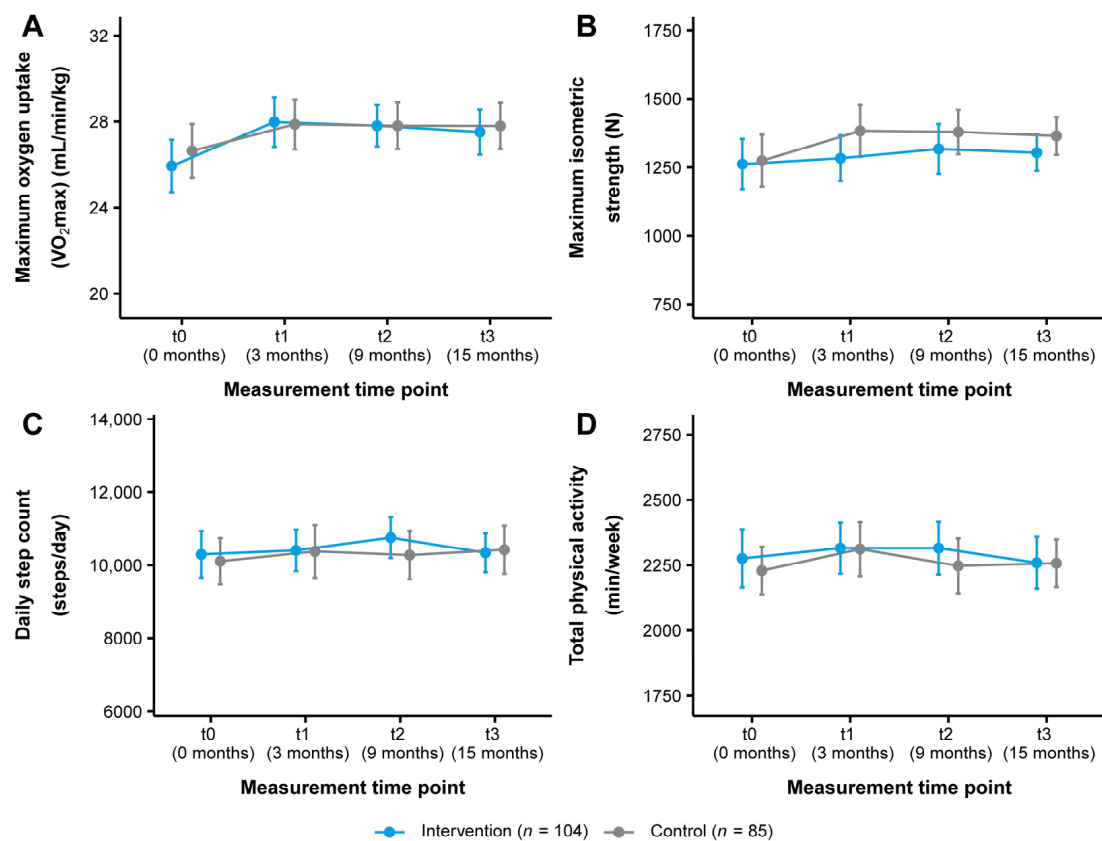 A
Maximum oxygen uptake
(VO₂max) (mL/min/kg)
32
28
24
20
t0 t1 t2 t3
(0 months) (3 months) (9 months) (15 months)
Measurement time point
B
Maximum isometric
strength (N)
1750
1500
1250
1000
750
t0 t1 t2 t3
(0 months) (3 months) (9 months) (15 months)
Measurement time point
C
Daily step count
(steps/day)
14,000
12,000
10,000
8000
6000
t0 t1 t2 t3
(0 months) (3 months) (9 months) (15 months)
Measurement time point
D
Total physical activity
(min/week)
2750
2500
2250
2000
1750
t0 t1 t2 t3
(0 months) (3 months) (9 months) (15 months)
Measurement time point
Intervention (n = 104) Control (n = 85)